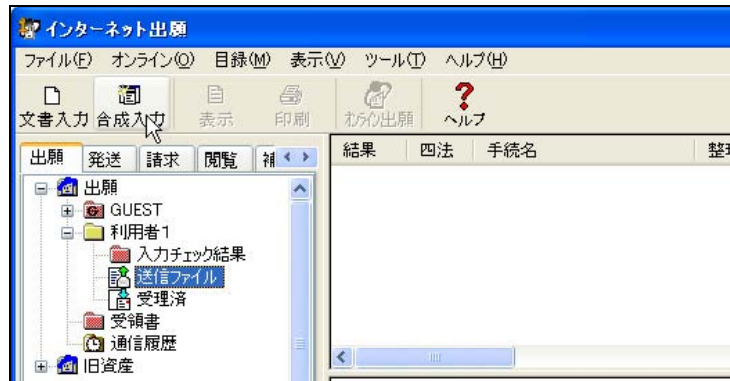 インターネット出願
ファイル(F) オンライン(O) 目録(M) 表示(V) ツール(T) ヘルプ(H)
文書入力 合成入力 表示 印刷 オンライン出願 ヘルプ
出願 発送 請求 閲覧 補
結果 四法 手続名 整理
出願
GUEST
利用者1
入力チェック結果
送信ファイル
受理済
受領書
通信履歴
旧資産